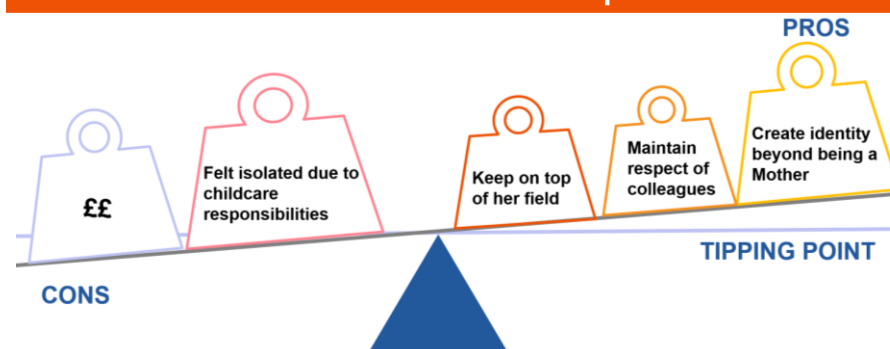 PROS
££
Felt isolated due to
childcare
responsibilities
Keep on top
of her field
Maintain
respect of
colleagues
Create identity
beyond being a
Mother
TIPPING POINT
CONS